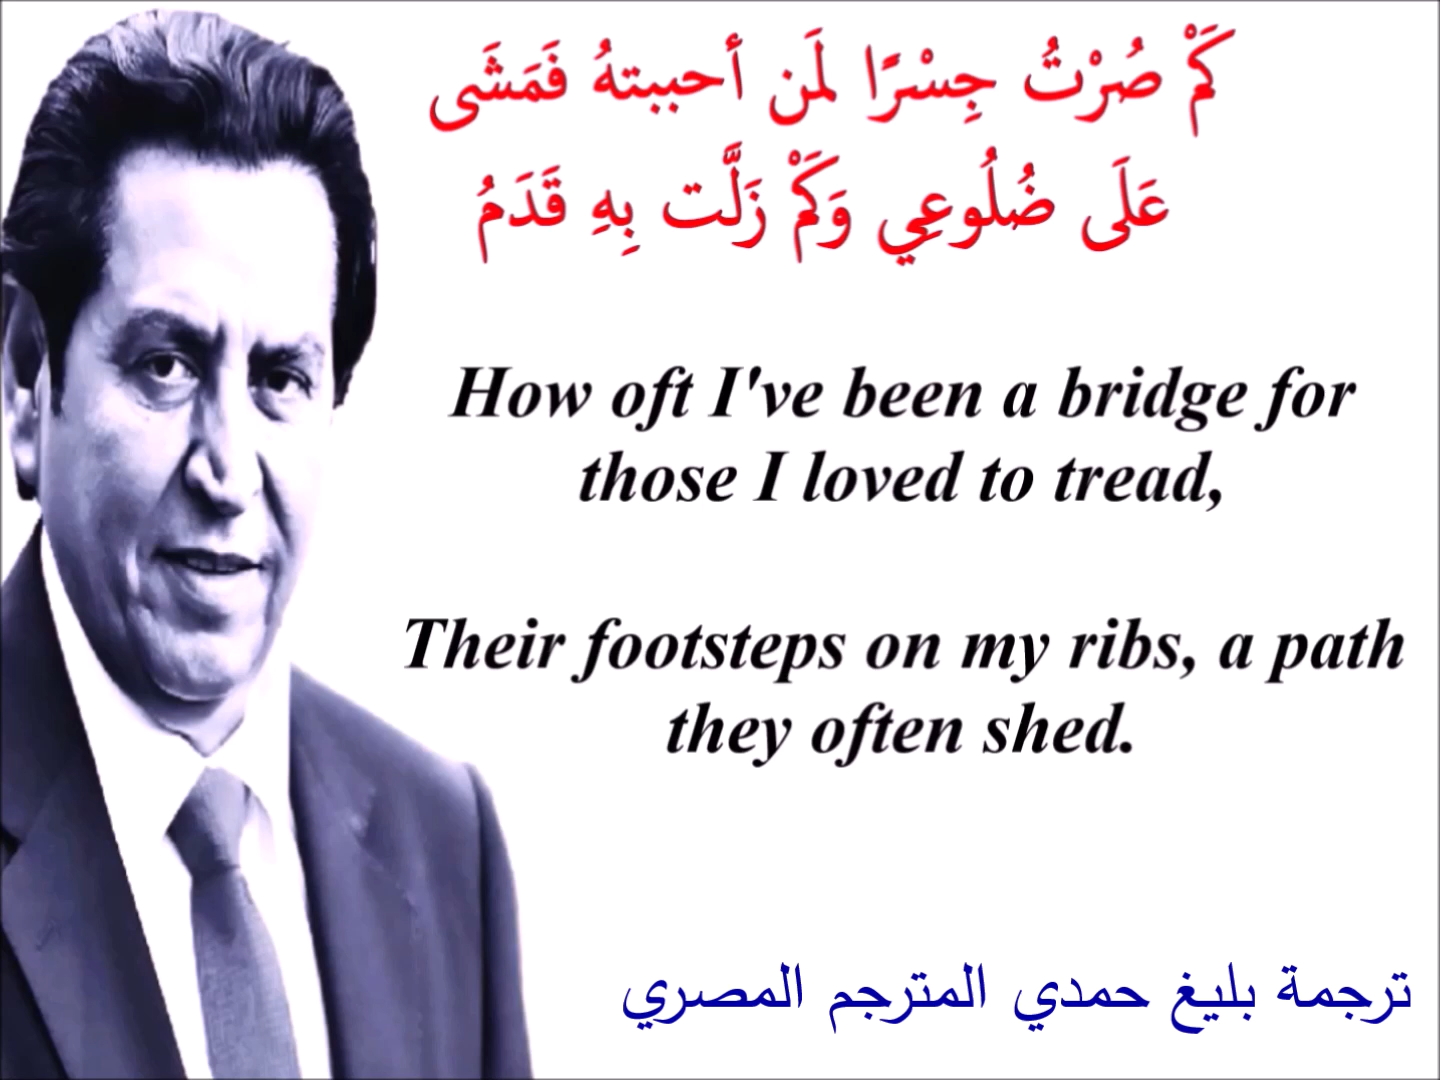 كَمْ صُرْتُ جِسْرًا لَمَن أحببتهُ فَمَشَى
عَلَى ضُلُوعِي وَكَمْ زَلَّت بِهِ قَدَمُ
How oft I've been a bridge for
those I loved to tread,
Their footsteps on my ribs, a path
they often shed.
ترجمة بليغ حمدي المترجم المصري